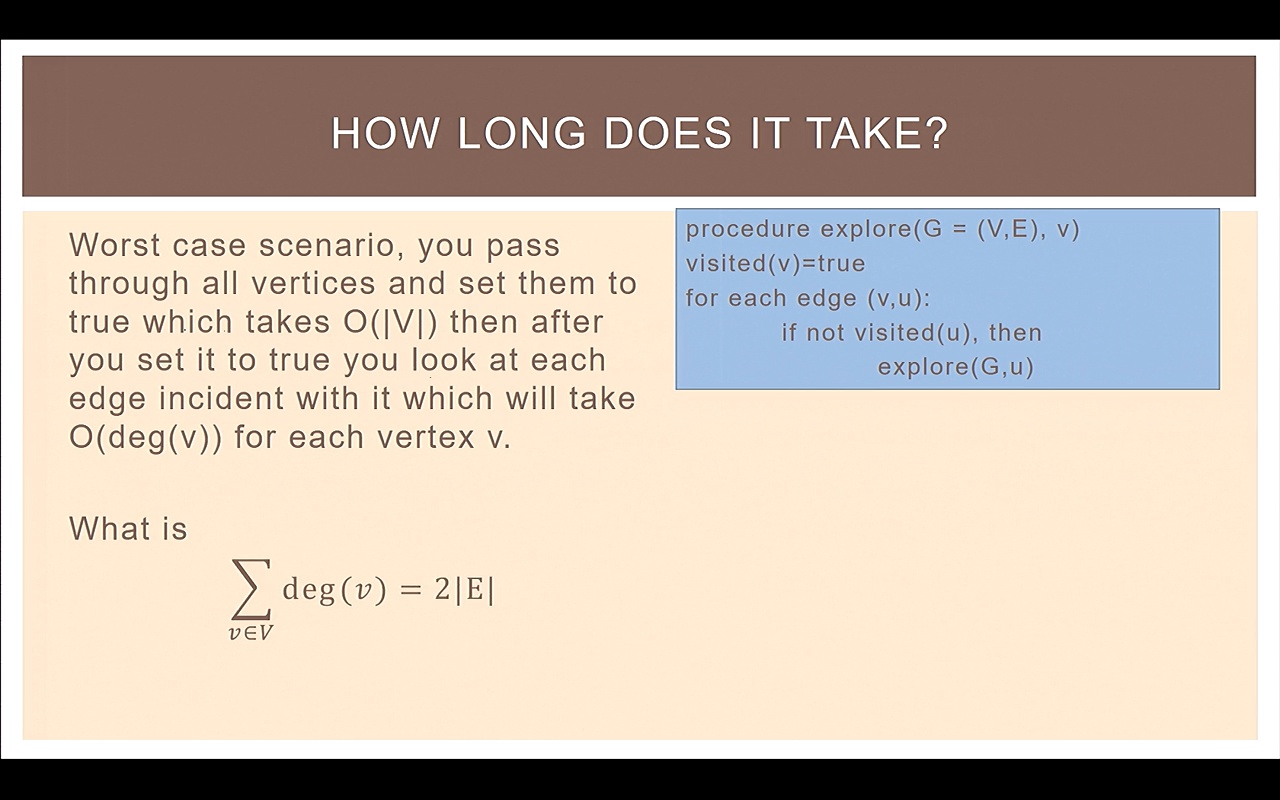 HOW LONG DOES IT TAKE?
Worst case scenario, you pass
through all vertices and set them to
true which takes O(|V|) then after
you set it to true you look at each
edge incident with it which will take
O(deg(v)) for each vertex v.
What is
∑ deg(v) = 2|E|
v∈V
procedure explore(G = (V,E), v)
visited(v)=true
for each edge (v,u):
if not visited(u), then
explore(G,u)